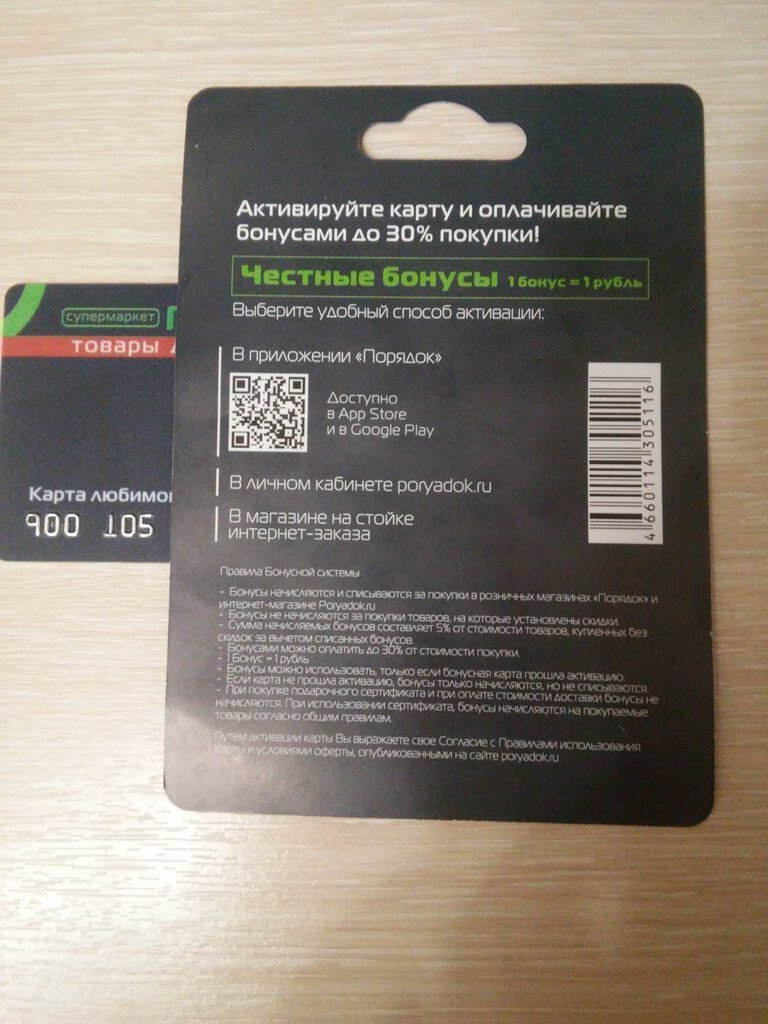 Активируйте карту и оплачивайте
бонусами до 30% покупки!
Честные бонусы 1 бонус = 1 рубль
Выберите удобный способ активации:
В приложении «Порядок»
Доступно
в App Store
и в Google Play
В личном кабинете poryadok.ru
В магазине на стойке
интернет-заказа
4660114305116
Правила Бонусной системы
- Бонусы начисляются и списываются за покупки в розничных магазинах «Порядок» и
интернет-магазине Poryadok.ru
- Бонусы не начисляются за покупки товаров, на которые установлены скидки.
- Сумма начисляемых бонусов составляет 5% от стоимости товаров, купленных без
скидок за вычетом списанных бонусов.
- Бонусами можно оплатить до 30% от стоимости покупки.
- 1 Бонус = 1 рубль
- Бонусы можно использовать, только если бонусная карта прошла активацию.
- Если карта не прошла активацию, бонусы только начисляются, но не списываются.
- При покупке подарочного сертификата и при оплате стоимости доставки бонусы не
начисляются. При использовании сертификата, бонусы начисляются на покупаемые
товары согласно общим правилам.
Путем активации карты Вы выражаете свое Согласие с Правилами использования
Карты и условиями оферты, опубликованными на сайте poryadok.ru
супермаркет
товары
Карта
900 105